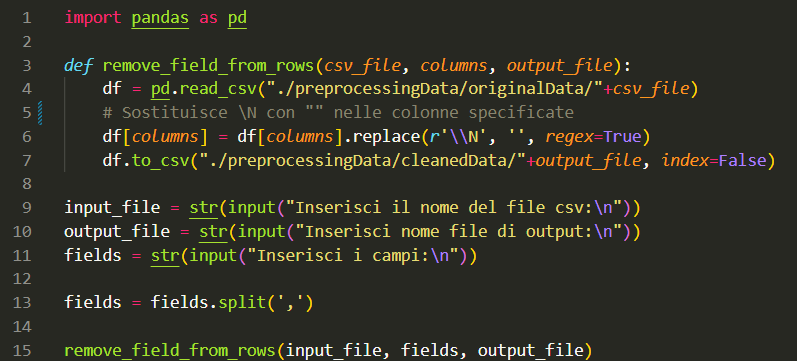 1 import pandas as pd
2
3 def remove_field_from_rows(csv_file, columns, output_file):
4     df = pd.read_csv("./preprocessingData/originalData/"+csv_file)
5     # Sostituisce \N con "" nelle colonne specificate
6     df[columns] = df[columns].replace(r'\\N', '', regex=True)
7     df.to_csv("./preprocessingData/cleanedData/"+output_file, index=False)
8
9 input_file = str(input("Inserisci il nome del file csv:\n"))
10 output_file = str(input("Inserisci nome file di output:\n"))
11 fields = str(input("Inserisci i campi:\n"))
12
13 fields = fields.split(',')
14
15 remove_field_from_rows(input_file, fields, output_file)